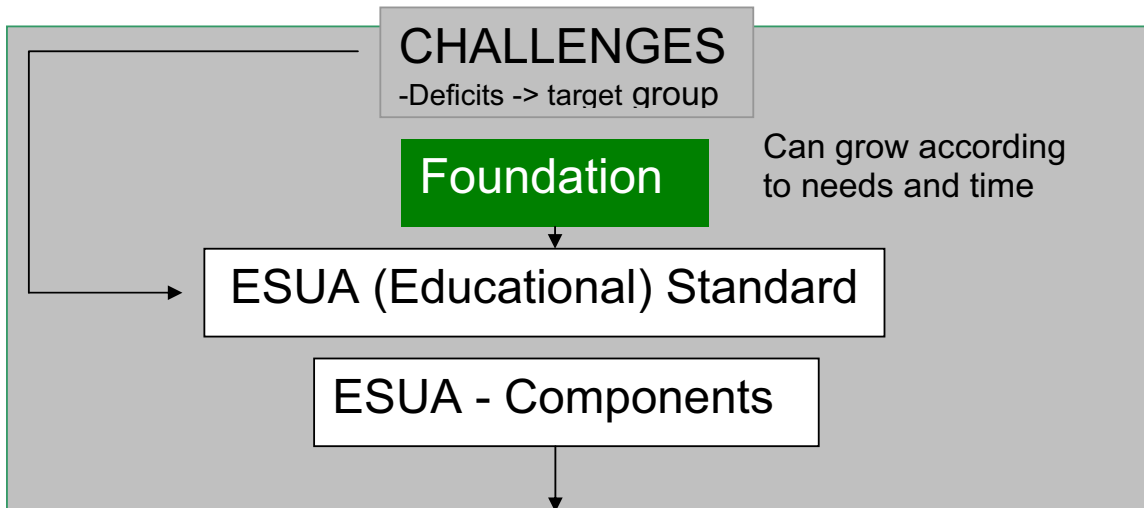 CHALLENGES
-Deficits -> target group
Foundation
Can grow according
to needs and time
ESUA (Educational) Standard
ESUA - Components